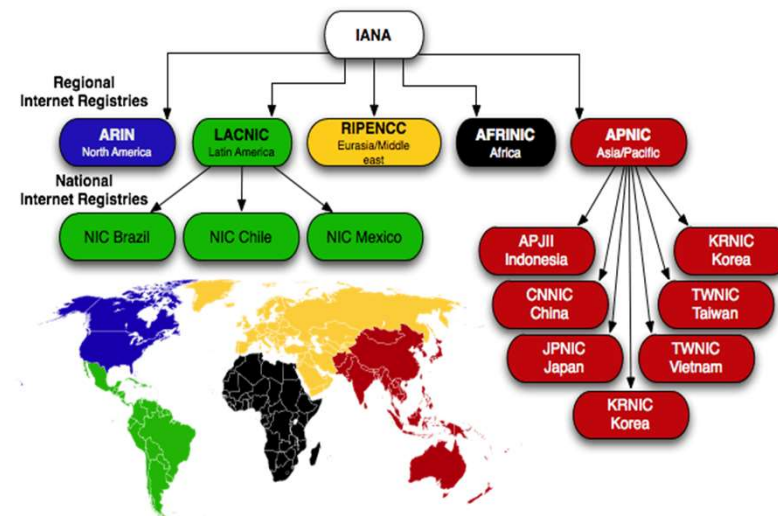 IANA
Regional
Internet Registries
ARIN
North America
LACNIC
Latin America
RIPENCC
Eurasia/Middle
east
AFRINIC
Africa
APNIC
Asia/Pacific
National
Internet Registries
NIC Brazil
NIC Chile
NIC Mexico
APJII
Indonesia
KRNIC
Korea
CNNIC
China
TWNIC
Taiwan
JPNIC
Japan
TWNIC
Vietnam
KRNIC
Korea